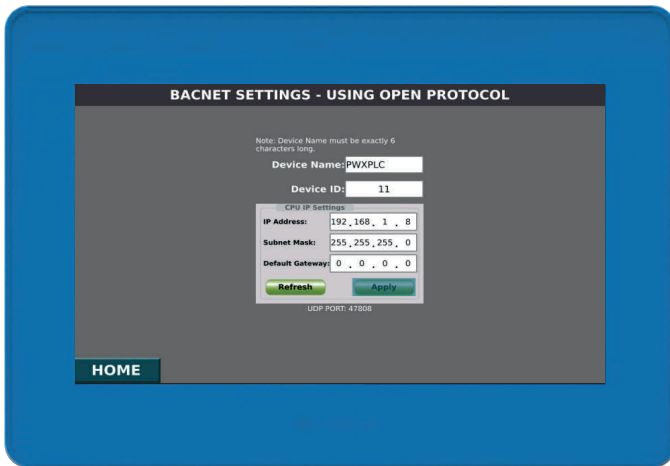 BACNET SETTINGS - USING OPEN PROTOCOL
Note: Device Name must be exactly 6
characters long.
Device Name: PWXPLC
Device ID: 11
CPU IP Settings
IP Address: 192 . 168 . 1 . 8
Subnet Mask: 255 . 255 . 255 . 0
Default Gateway: 0 . 0 . 0 . 0
Refresh Apply
UDP PORT: 47808
HOME